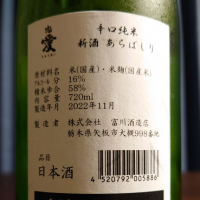 忠愛
辛口純米
新酒 あらばしり
原材料名 米(国産)・米麹(国産米)
アルコール分 16%
精米歩合 58%
内容量 720ml
製造年月 2022年11月
製造者 株式会社 富川酒造店
栃木県矢板市大槻998番地
品目
日本酒
4 520792 005886